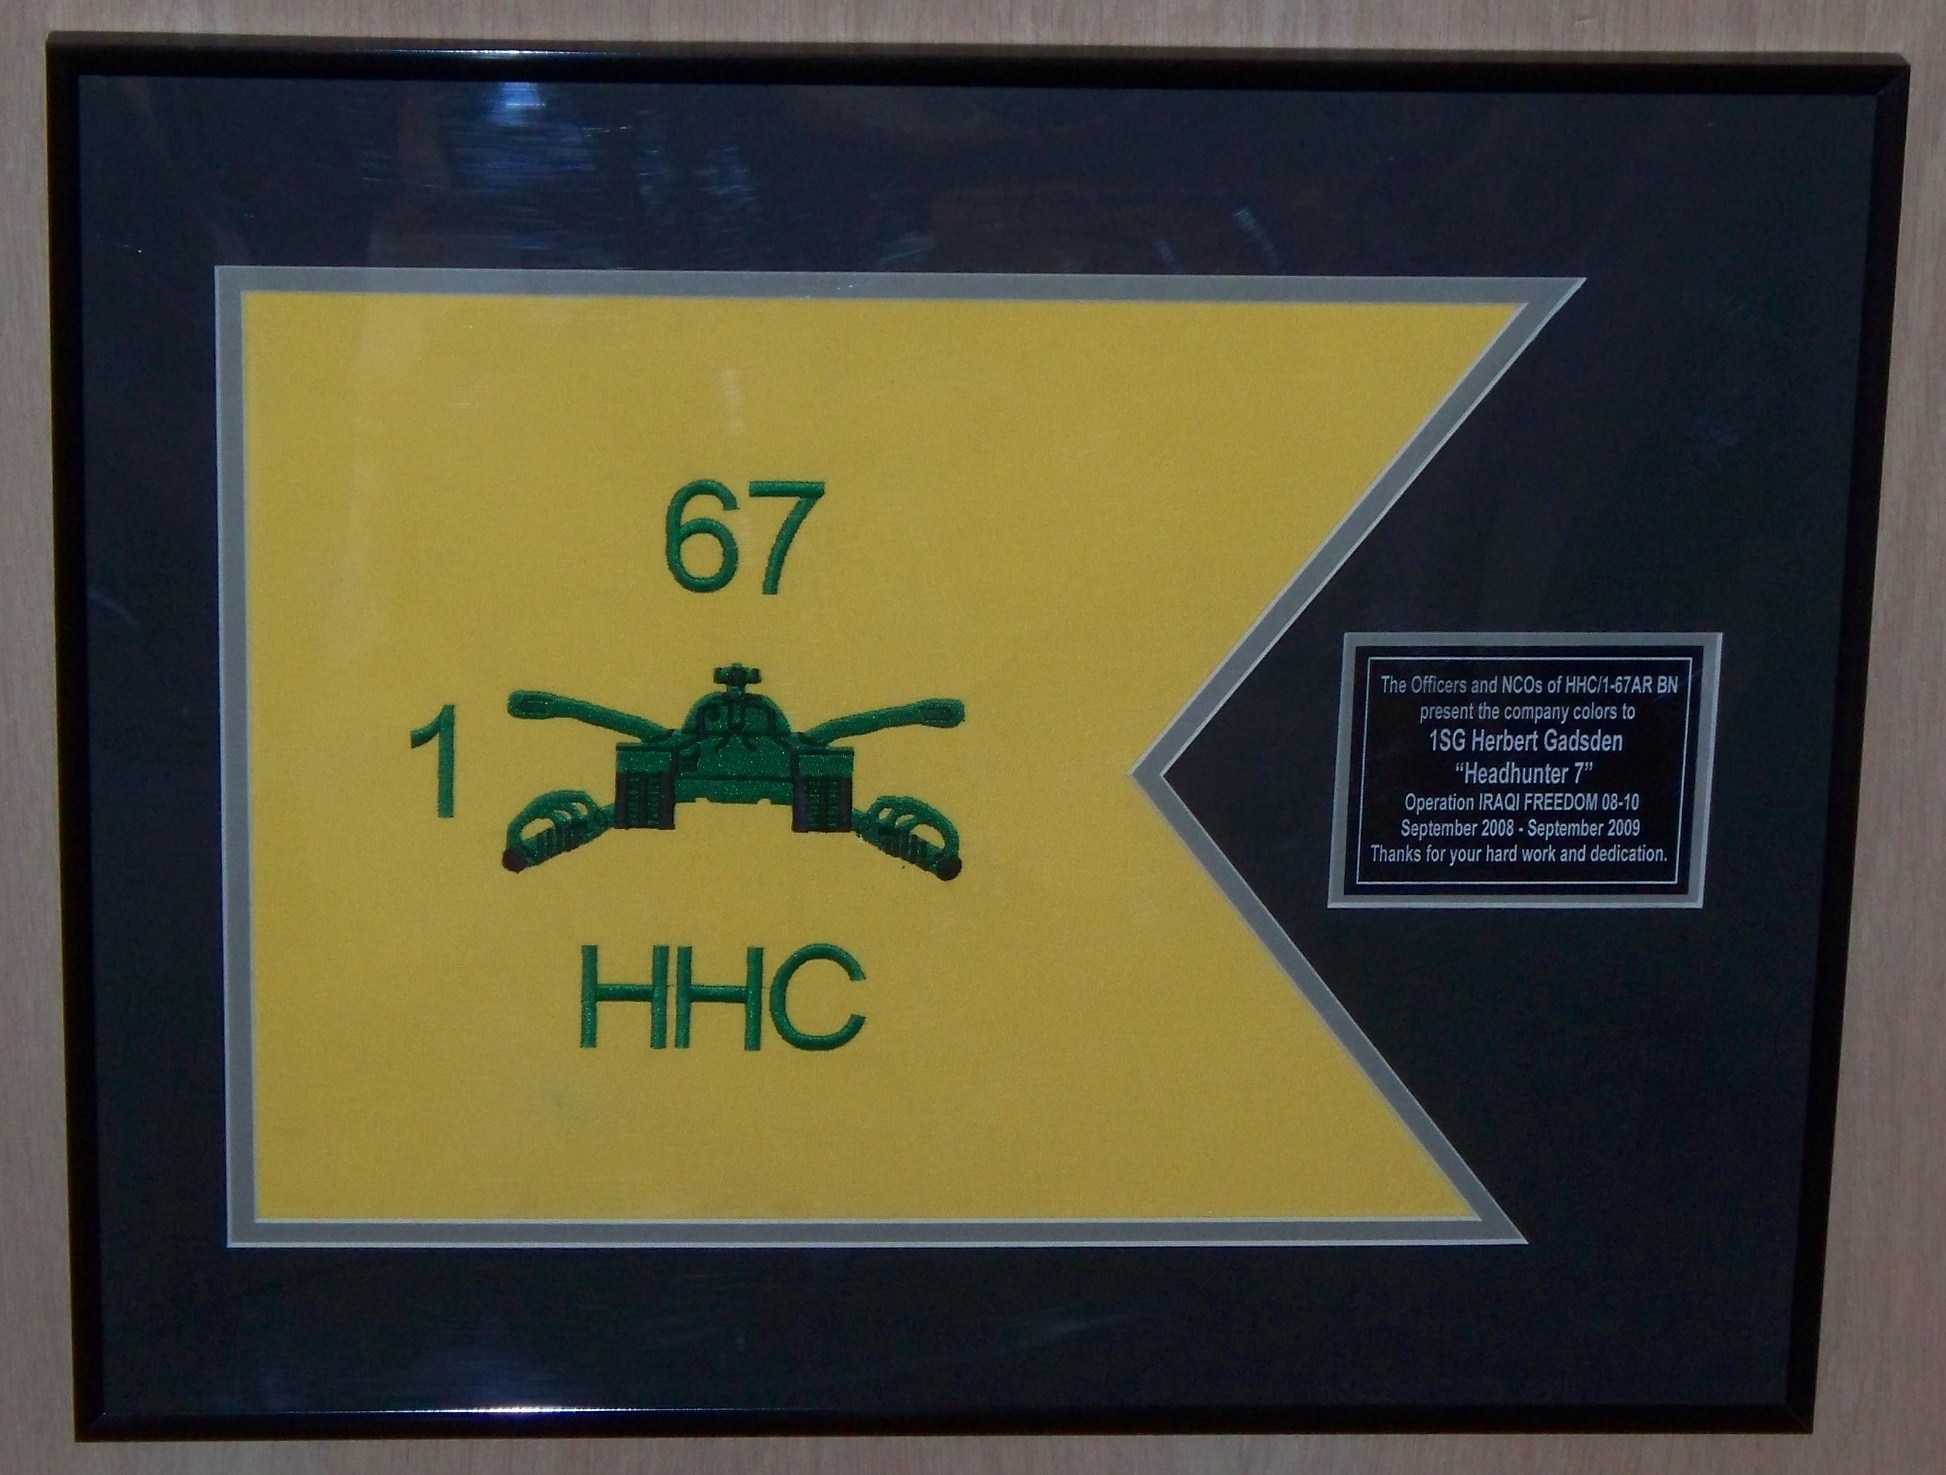 67
1
HHC
The Officers and NCOs of HHC/1-67AR BN
present the company colors to
1SG Herbert Gadsden
“Headhunter 7”
Operation IRAQI FREEDOM 08-10
September 2008 - September 2009
Thanks for your hard work and dedication.